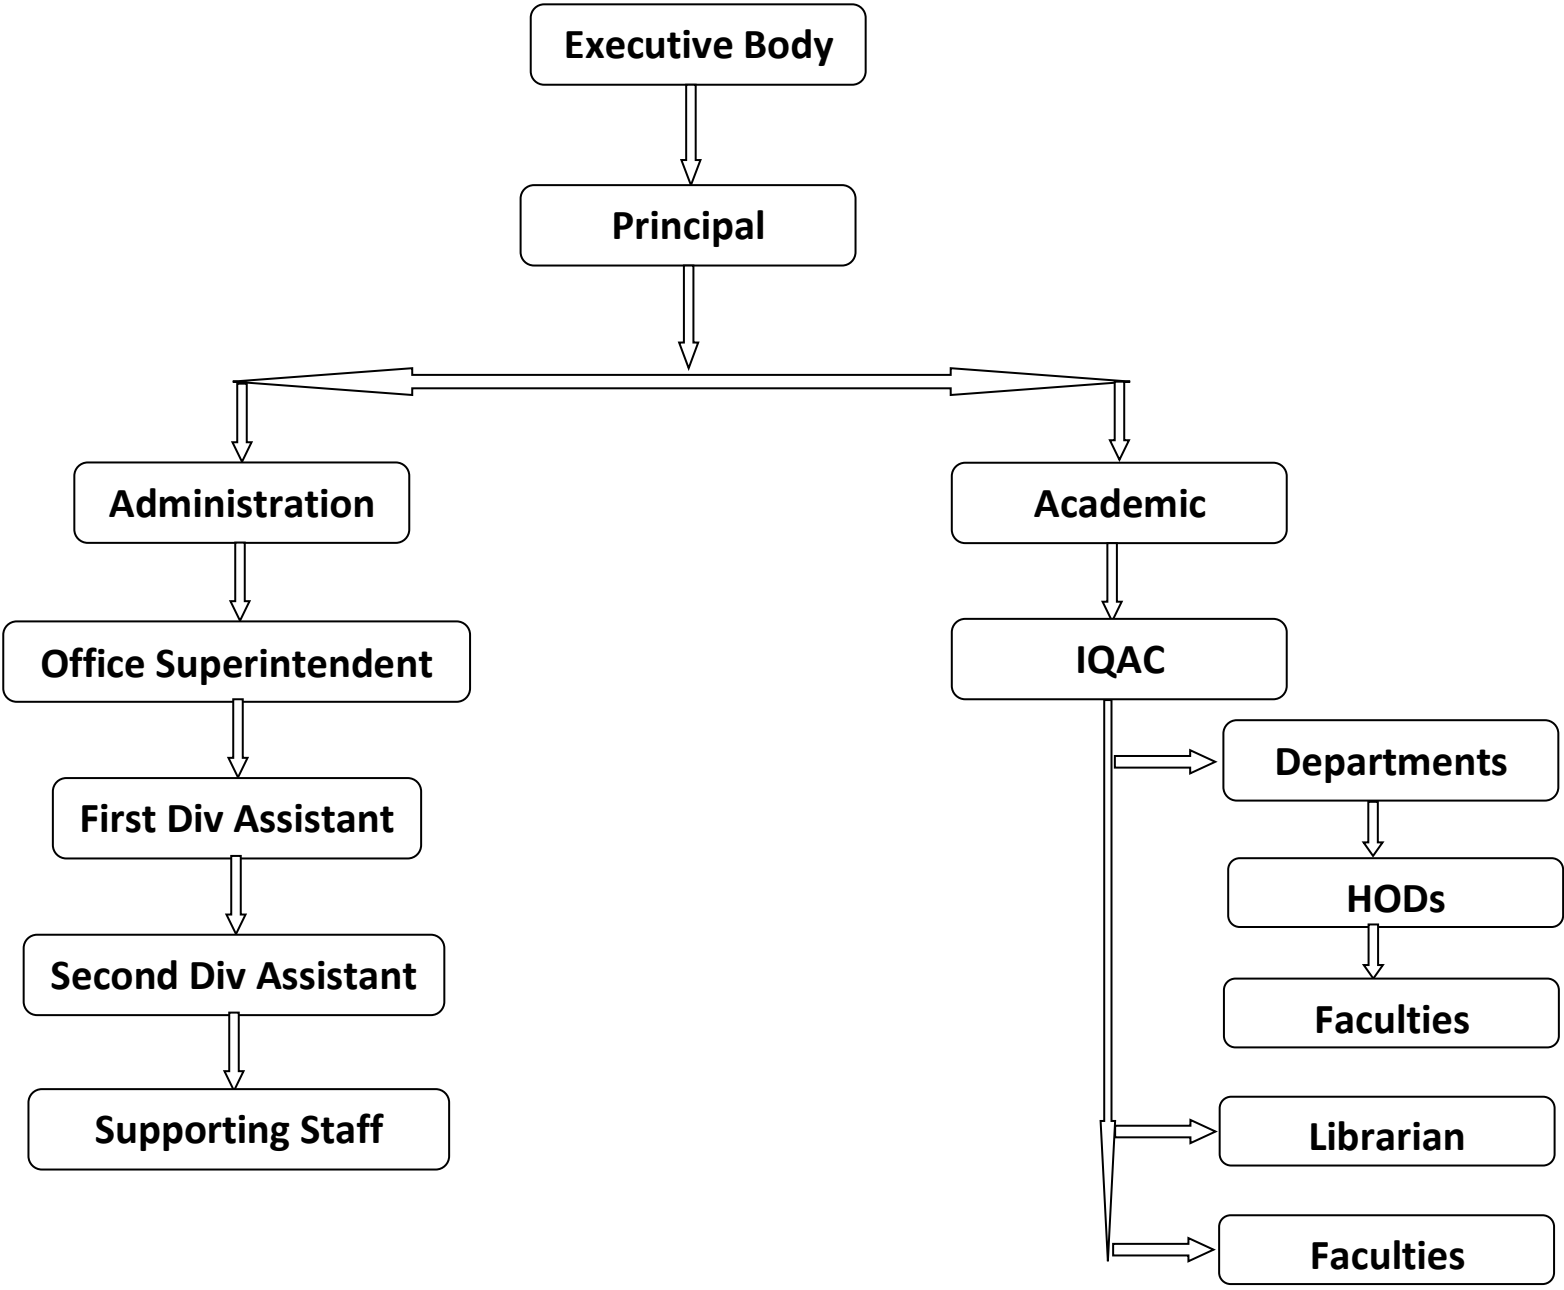 Executive Body
Principal
Administration
Academic
Office Superintendent
IQAC
Departments
First Div Assistant
HODs
Second Div Assistant
Faculties
Supporting Staff
Librarian
Faculties